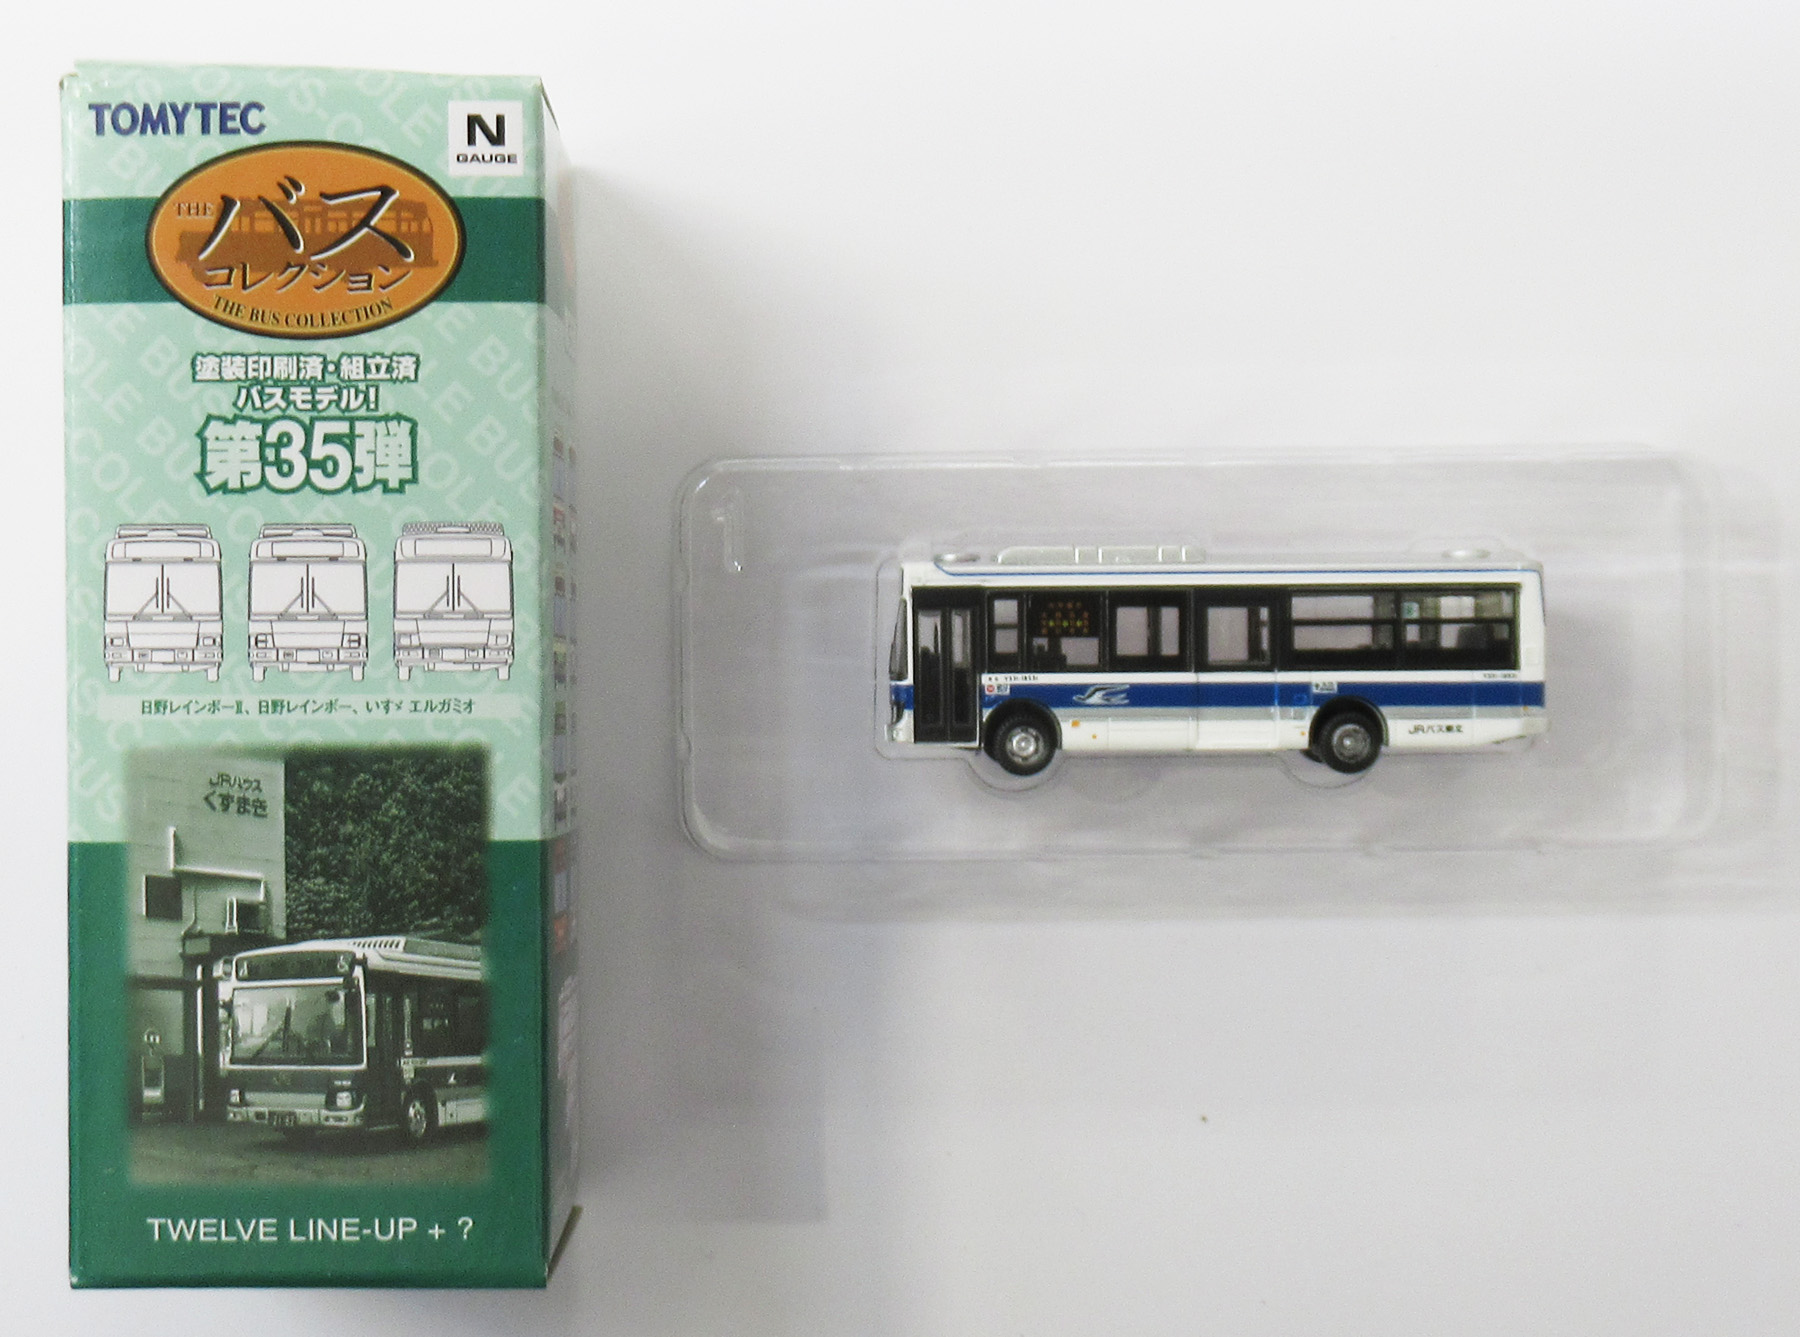 TOMYTEC
N
GAUGE
THE
バス
コレクション
THE BUS COLLECTION
塗装印刷済・組立済
バスモデル!
第35弾
日野レインボーⅡ、日野レインボー、いすゞ エルガミオ
JRハウス
くずまき
TWELVE LINE-UP + ?
JRバス東北